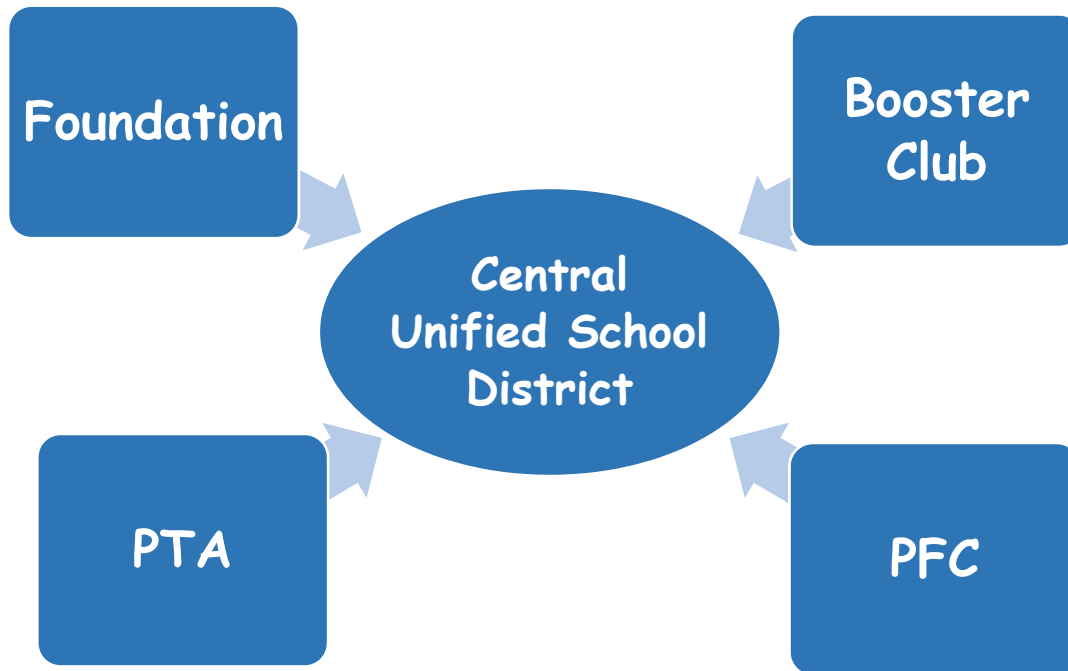 Foundation
Booster
Club
Central
Unified School
District
PTA
PFC